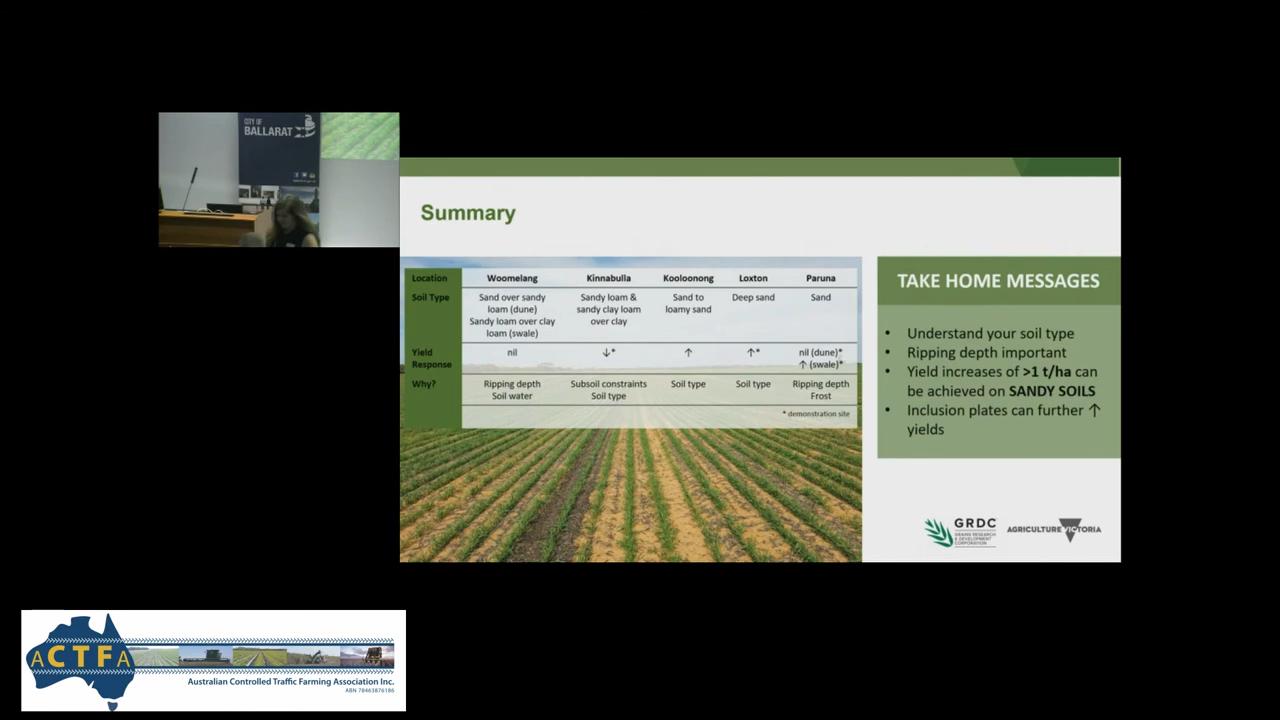 CITY OF
BALLARAT
Summary
Location Woomelang Kinnabulla Kooloonong Loxton Paruna
Soil Type Sand over sandy Sandy loam & Sand to Deep sand Sand
loam (dune) sandy clay loam loamy sand
Sandy loam over clay over clay
loam (swale)
Yield nil ↓* ↑ ↑* nil (dune)*
Response ↑ (swale)*
Why? Ripping depth Subsoil constraints Soil type Soil type Ripping depth
Soil water Soil type Frost
* demonstration site
TAKE HOME MESSAGES
• Understand your soil type
• Ripping depth important
• Yield increases of >1 t/ha can
be achieved on SANDY SOILS
• Inclusion plates can further ↑
yields
GRDC
GRAINS RESEARCH
& DEVELOPMENT
CORPORATION
AGRICULTURE VICTORIA
ACTFA
Australian Controlled Traffic Farming Association Inc.
ABN 78463876186